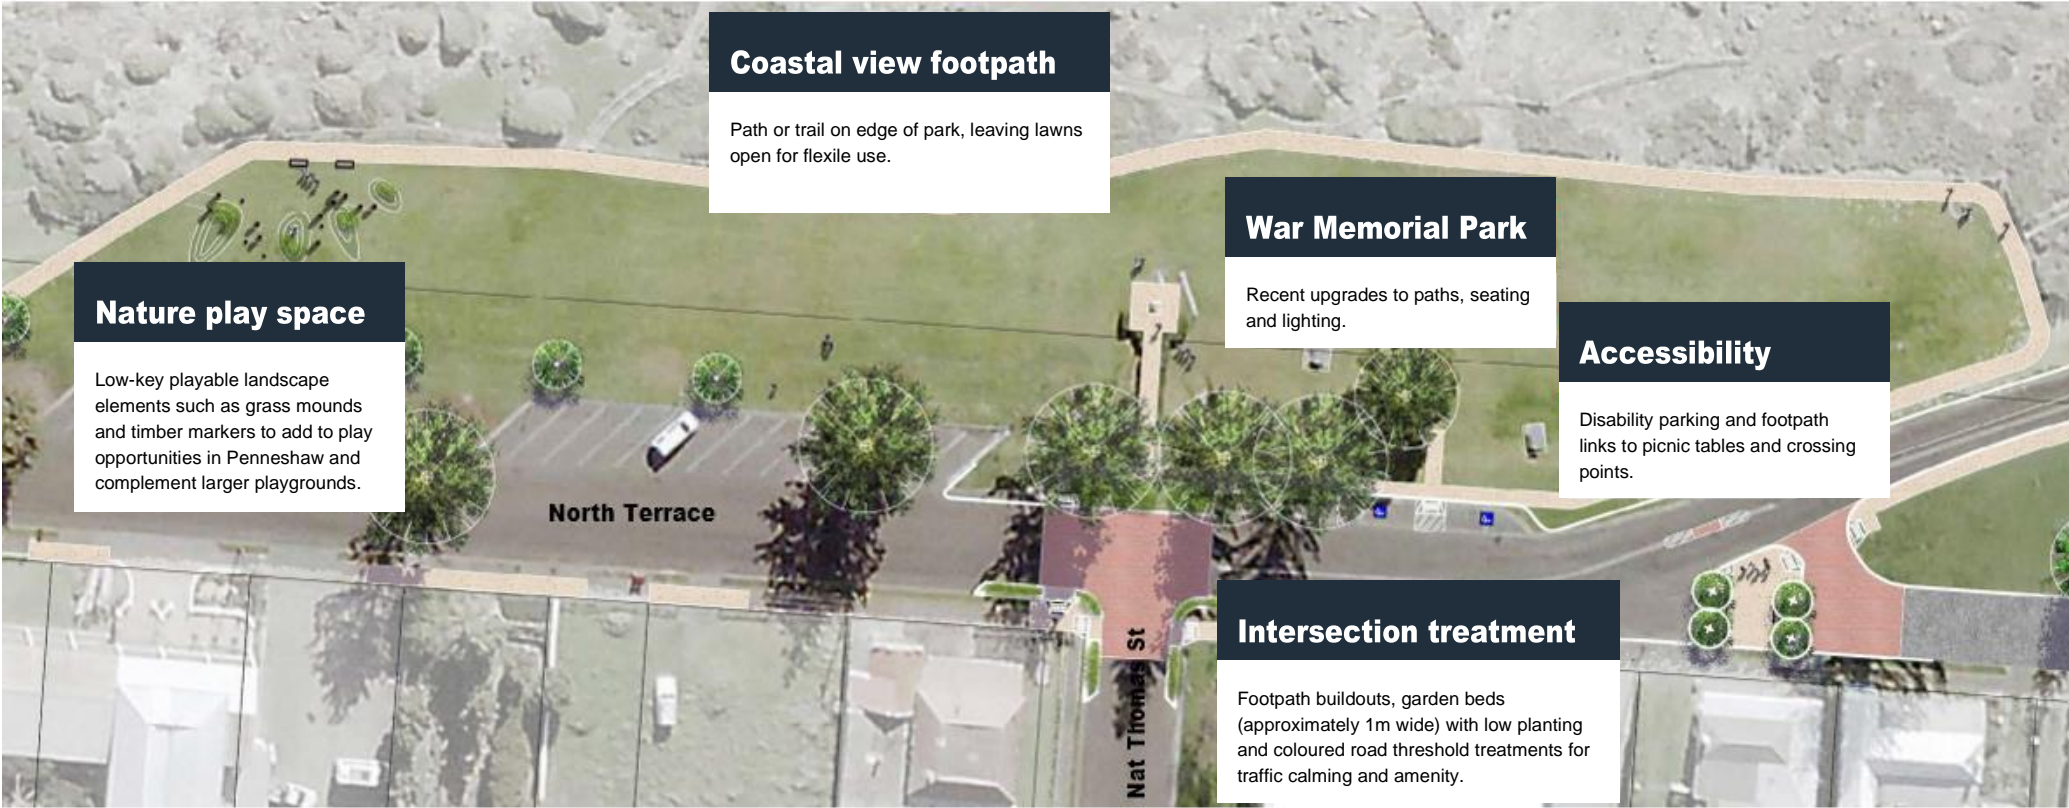 Coastal view footpath
Path or trail on edge of park, leaving lawns
open for flexile use.
War Memorial Park
Recent upgrades to paths, seating
and lighting.
Nature play space
Low-key playable landscape
elements such as grass mounds
and timber markers to add to play
opportunities in Penneshaw and
complement larger playgrounds.
Accessibility
Disability parking and footpath
links to picnic tables and crossing
points.
North Terrace
Intersection treatment
Footpath buildouts, garden beds
(approximately 1m wide) with low planting
and coloured road threshold treatments for
traffic calming and amenity.
Nat Thomas St